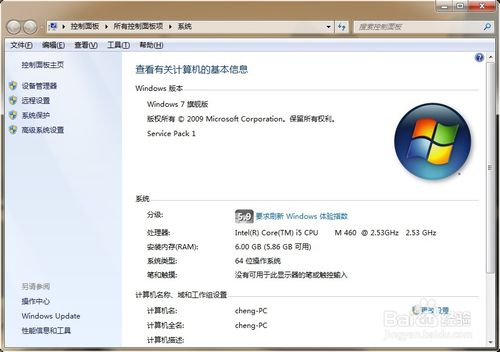 控制面板 ▸ 所有控制面板项 ▸ 系统
搜索控制面板
文件(F) 编辑(E) 查看(V) 工具(T) 帮助(H)
控制面板主页
设备管理器
远程设置
系统保护
高级系统设置
另请参阅
操作中心
Windows Update
性能信息和工具
查看有关计算机的基本信息
Windows 版本
Windows 7 旗舰版
版权所有 © 2009 Microsoft Corporation。保留所有权利。
Service Pack 1
系统
分级: 5.9 要求刷新 Windows 体验指数
处理器: Intel(R) Core(TM) i5 CPU M 460 @ 2.53GHz 2.53 GHz
安装内存(RAM): 6.00 GB (5.86 GB 可用)
系统类型: 64 位操作系统
笔和触摸: 没有可用于此显示器的笔或触控输入
计算机名称、域和工作组设置
计算机名: cheng-PC
更改设置
计算机全名: cheng-PC
计算机描述:
Baidu 经验
jingyan.baidu.com